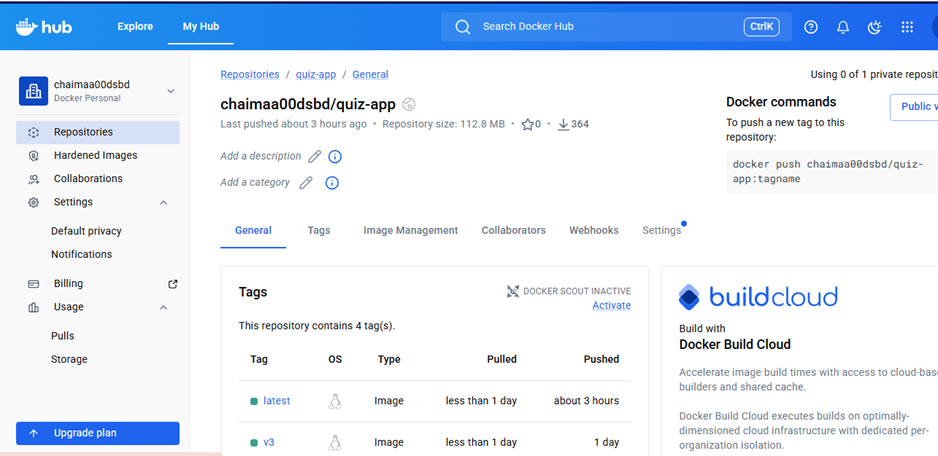 hub
Explore
My Hub
Search Docker Hub
CtrlK
chaimaa00dsbd
Docker Personal
Repositories
Hardened Images
Collaborations
Settings
Default privacy
Notifications
Billing
Usage
Pulls
Storage
Upgrade plan
Repositories / quiz-app / General
Using 0 of 1 private reposit
chaimaa00dsbd/quiz-app
Last pushed about 3 hours ago • Repository size: 112.8 MB • 0 • 364
Add a description
Add a category
Docker commands
Public v
To push a new tag to this
repository:
docker push chaimaa00dsbd/quiz-
app:tagname
General
Tags
Image Management
Collaborators
Webhooks
Settings
Tags
DOCKER SCOUT INACTIVE
Activate
This repository contains 4 tag(s).
Tag OS Type Pulled Pushed
latest Image less than 1 day about 3 hours
v3 Image less than 1 day 1 day
buildcloud
Build with
Docker Build Cloud
Accelerate image build times with access to cloud-bas
builders and shared cache.
Docker Build Cloud executes builds on optimally-
dimensioned cloud infrastructure with dedicated per-
organization isolation.